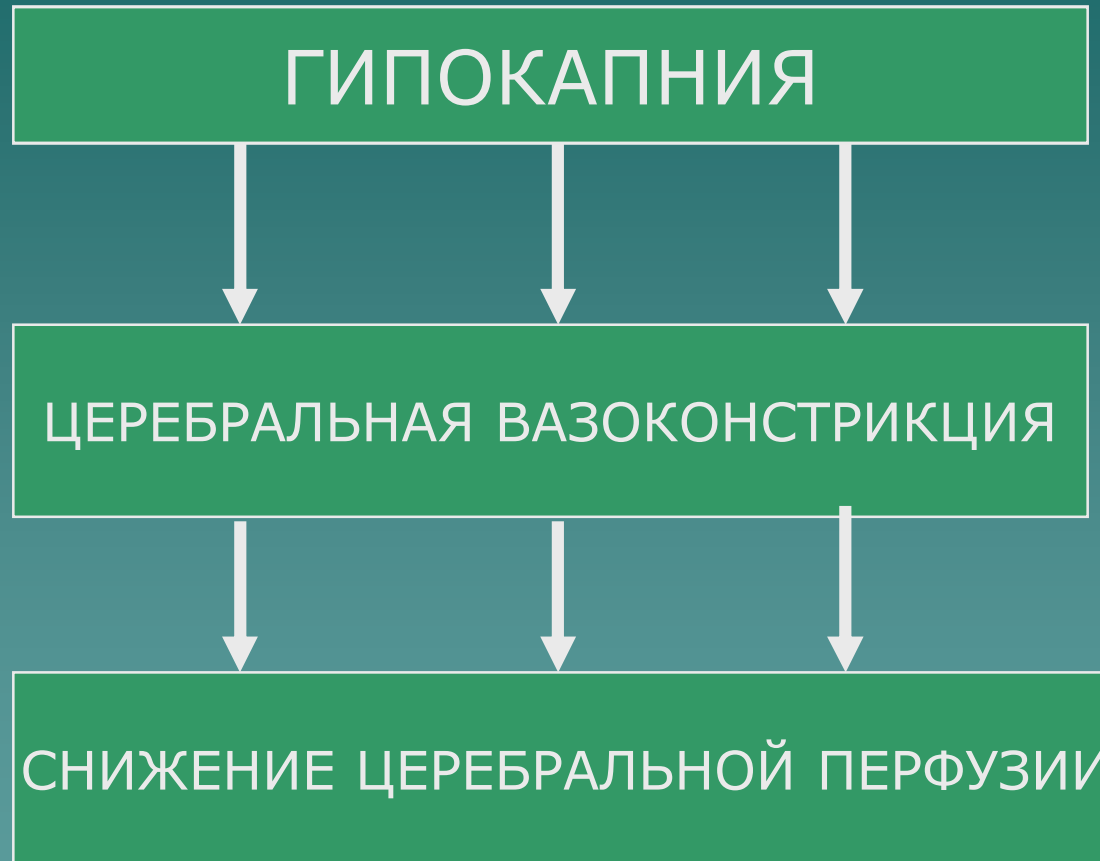 ГИПОКАПНИЯ
ЦЕРЕБРАЛЬНАЯ ВАЗОКОНСТРИКЦИЯ
СНИЖЕНИЕ ЦЕРЕБРАЛЬНОЙ ПЕРФУЗИИ